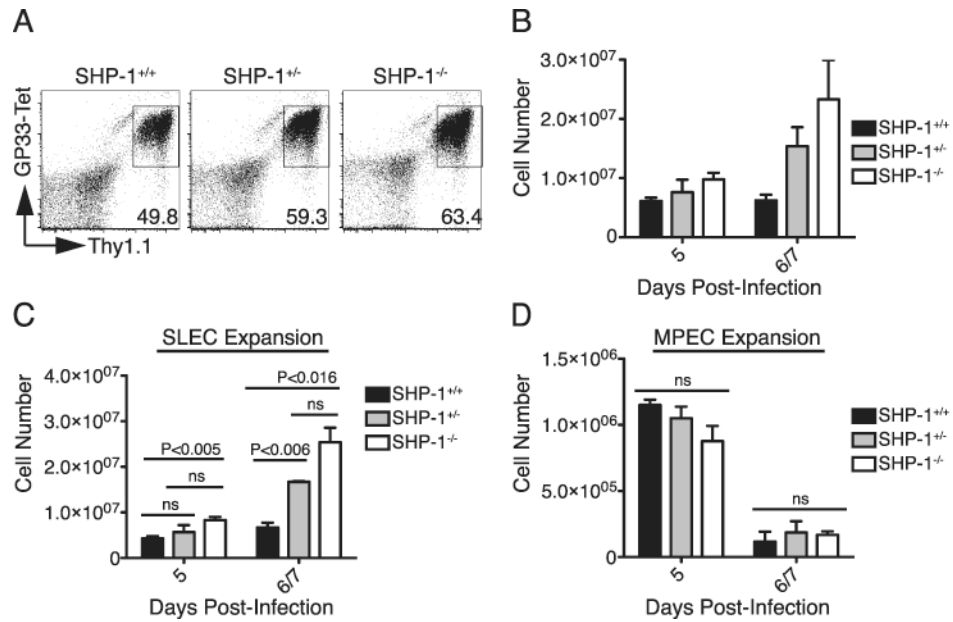 A
SHP-1+/+ SHP-1+/- SHP-1-/-
GP33-Tet
49.8 59.3 63.4
Thy1.1
B
3.0×10^07
2.0×10^07
1.0×10^07
0
Cell Number
5 6/7
Days Post-Infection
SHP-1+/+
SHP-1+/-
SHP-1-/-
C
SLEC Expansion
4.0×10^07
3.0×10^07
2.0×10^07
1.0×10^07
0
Cell Number
P<0.016
ns
P<0.005
P<0.006
ns
ns
5 6/7
Days Post-Infection
SHP-1+/+
SHP-1+/-
SHP-1-/-
D
MPEC Expansion
1.5×10^06
1.0×10^06
5.0×10^05
0
Cell Number
ns
ns
5 6/7
Days Post-Infection
SHP-1+/+
SHP-1+/-
SHP-1-/-